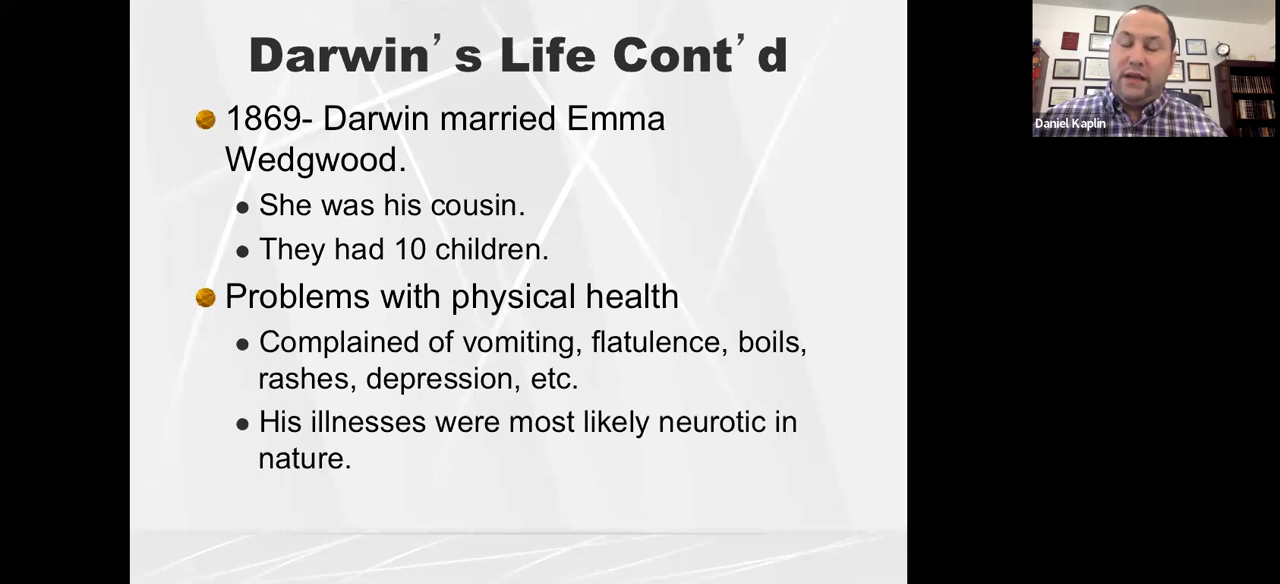 Darwin’s Life Cont’d
1869- Darwin married Emma
Wedgwood.
She was his cousin.
They had 10 children.
Problems with physical health
Complained of vomiting, flatulence, boils,
rashes, depression, etc.
His illnesses were most likely neurotic in
nature.
Daniel Kaplin